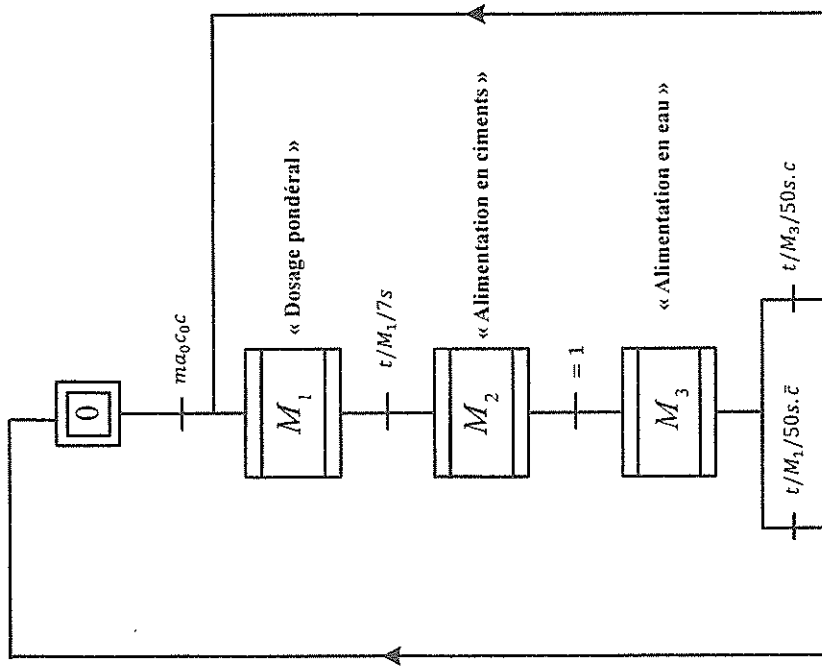 0
ma₀c₀c
M₁
« Dosage pondéral »
t/M₁/7s
M₂
« Alimentation en ciments »
= 1
M₃
« Alimentation en eau »
t/M₁/50s.c̄
t/M₃/50s.c